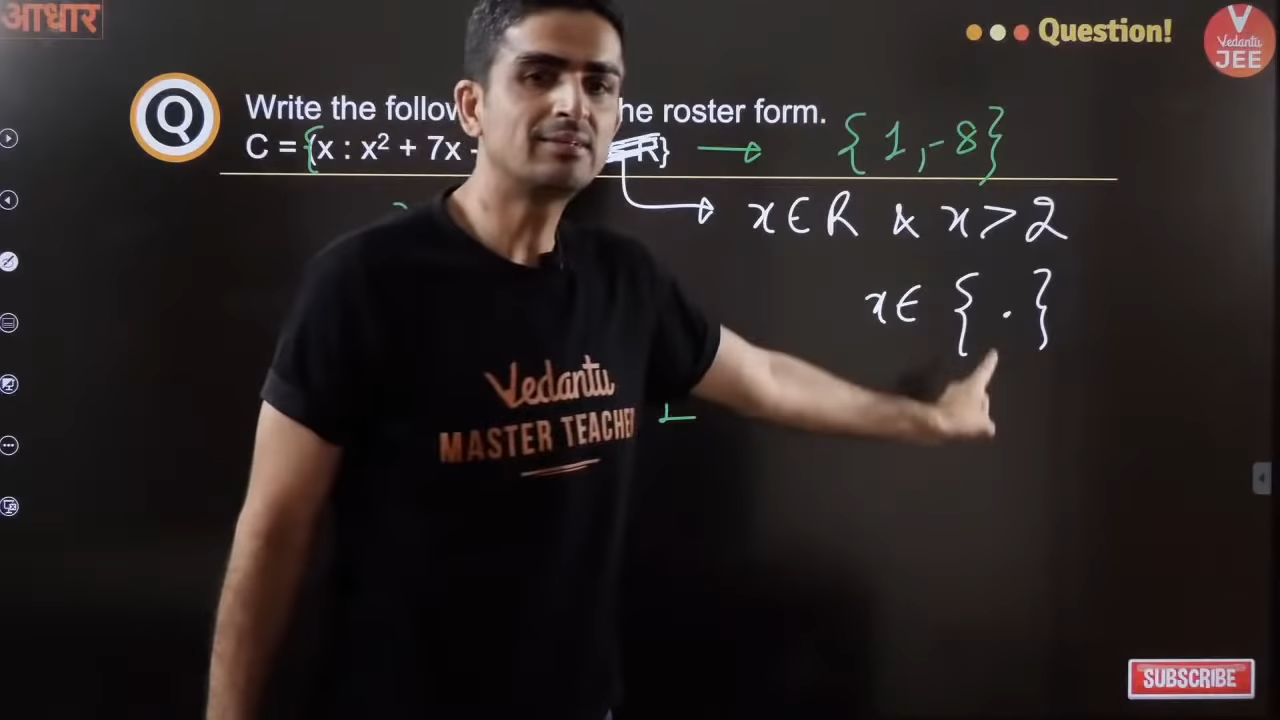 आधार
Question!
Vedantu
JEE
Q
Write the follow he roster form.
C = {x : x² + 7x - R} → {1, -8}
x ∈ R & x > 2
x ∈ { . }
Vedantu
MASTER TEACHER
SUBSCRIBE